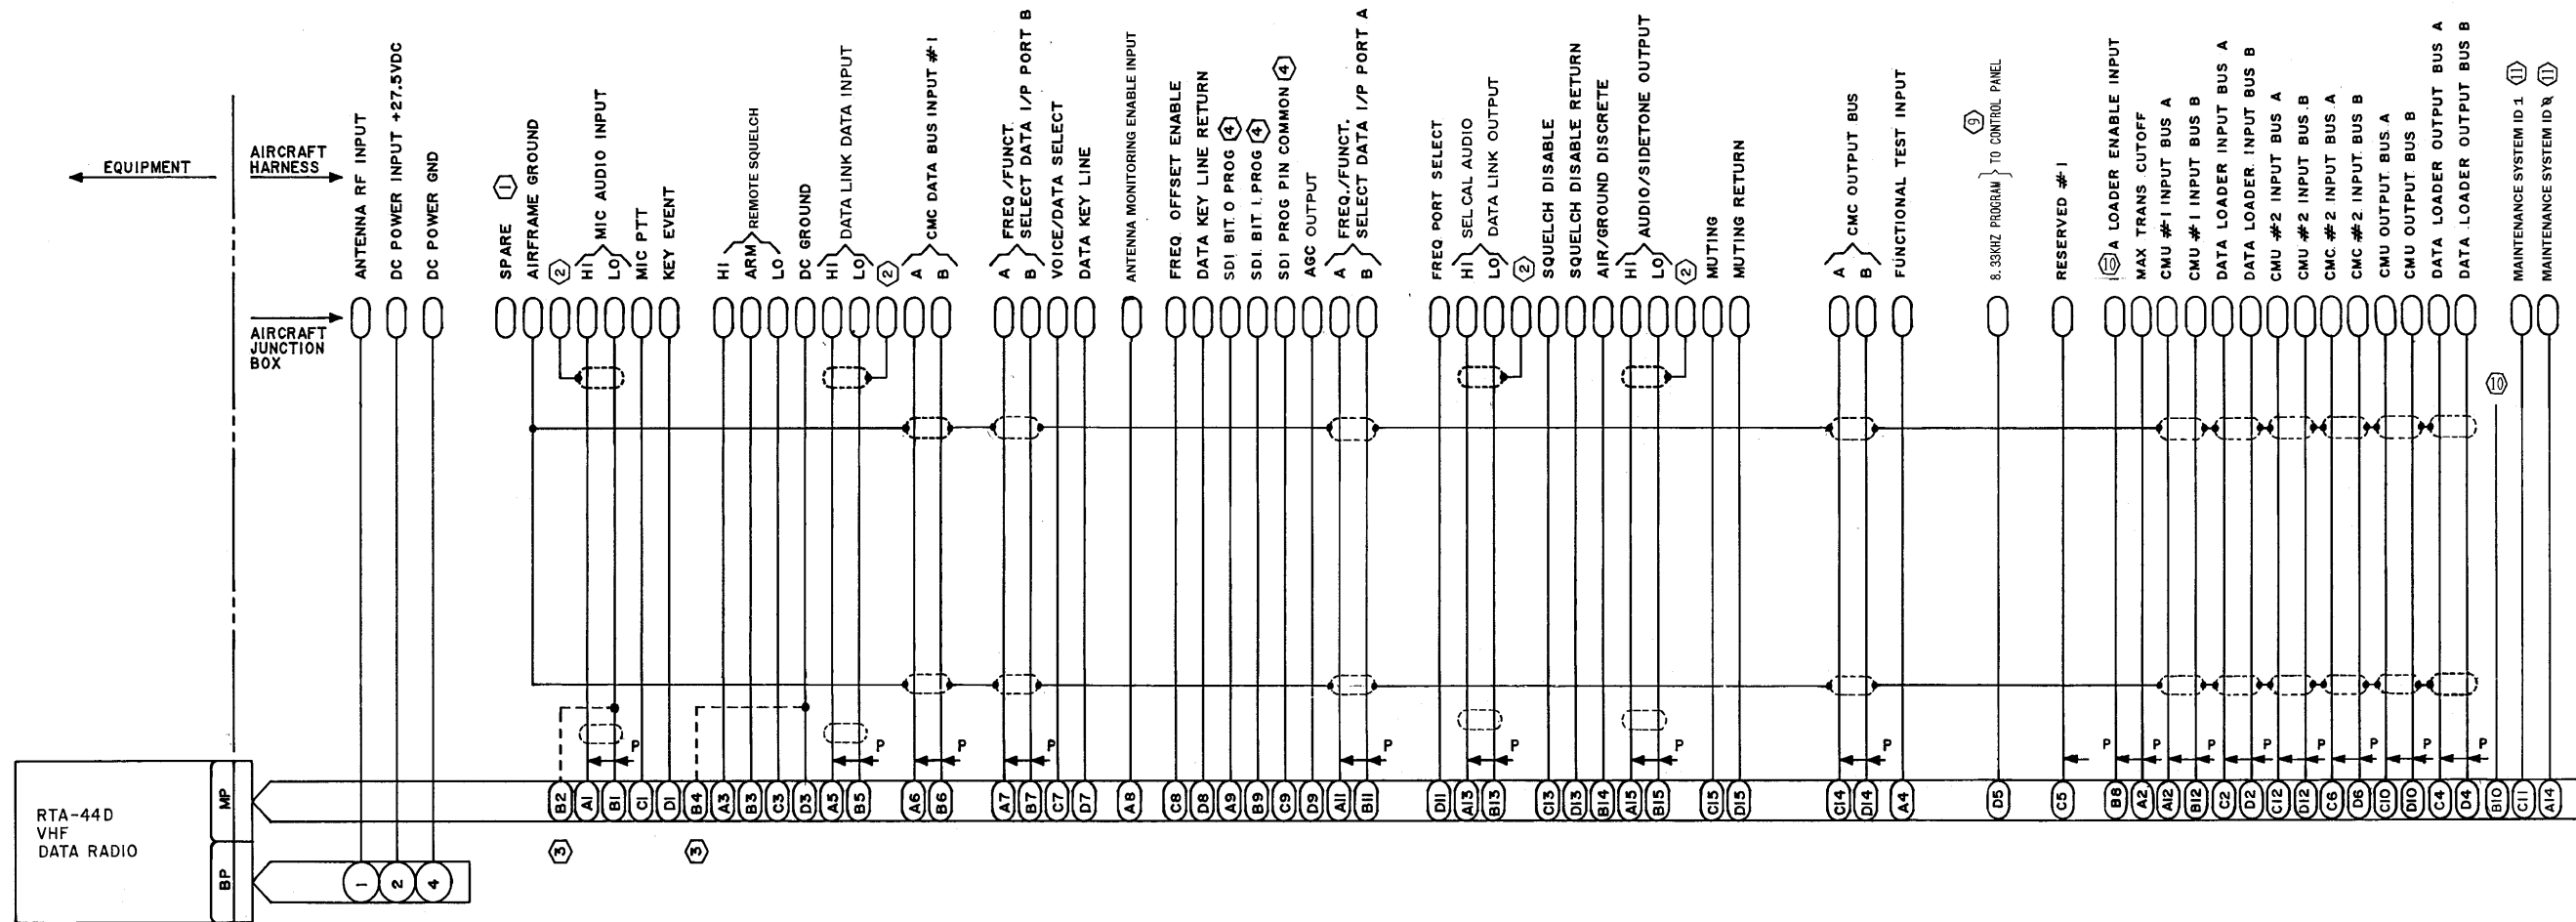 EQUIPMENT
AIRCRAFT
HARNESS
AIRCRAFT
JUNCTION
BOX
ANTENNA RF INPUT
DC POWER INPUT +27.5VDC
DC POWER GND
SPARE 1
AIRFRAME GROUND
2
HI
LO
MIC AUDIO INPUT
MIC PTT
KEY EVENT
HI
ARM
LO
REMOTE SQUELCH
DC GROUND
HI
LO
DATA LINK DATA INPUT
2
A
B
CMC DATA BUS INPUT #1
A
B
FREQ./FUNCT.
SELECT DATA I/P PORT B
VOICE/DATA SELECT
DATA KEY LINE
ANTENNA MONITORING ENABLE INPUT
FREQ. OFFSET ENABLE
DATA KEY LINE RETURN
SDI BIT 0 PROG 4
SDI BIT 1 PROG 4
SDI PROG PIN COMMON 4
AGC OUTPUT
A
B
FREQ./FUNCT.
SELECT DATA I/P PORT A
FREQ PORT SELECT
HI
LO
SELCAL AUDIO
DATA LINK OUTPUT
2
SQUELCH DISABLE
SQUELCH DISABLE RETURN
AIR/GROUND DISCRETE
HI
LO
AUDIO/SIDETONE OUTPUT
2
MUTING
MUTING RETURN
A
B
CMC OUTPUT BUS
FUNCTIONAL TEST INPUT
8.33KHZ PROGRAM } TO CONTROL PANEL
9
RESERVED #1
10 A LOADER ENABLE INPUT
MAX TRANS CUTOFF
CMU #1 INPUT BUS A
CMU #1 INPUT BUS B
DATA LOADER INPUT BUS A
DATA LOADER INPUT BUS B
CMU #2 INPUT BUS A
CMU #2 INPUT BUS B
CMC #2 INPUT BUS A
CMC #2 INPUT BUS B
CMU OUTPUT BUS A
CMU OUTPUT BUS B
DATA LOADER OUTPUT BUS A
DATA LOADER OUTPUT BUS B
10
MAINTENANCE SYSTEM ID 1 11
MAINTENANCE SYSTEM ID 0 11
P P P P P P P P P P P P P P P P
RTA-44D
VHF
DATA RADIO
MP
BP
B2 A1 B1 C1 D1 B4 A3 B3 C3 D3 A5 B5 A6 B6 A7 B7 C7 D7 A8 C8 D8 A9 B9 C9 D9 A11 B11 D11 A13 B13 C13 D13 B14 A15 B15 C15 D15 C14 D14 A4 D5 C5 B8 A2 A12 B12 C2 D2 C12 D12 C6 D6 C10 D10 C4 D4 B10 C11 A14
3 3
1 2 4